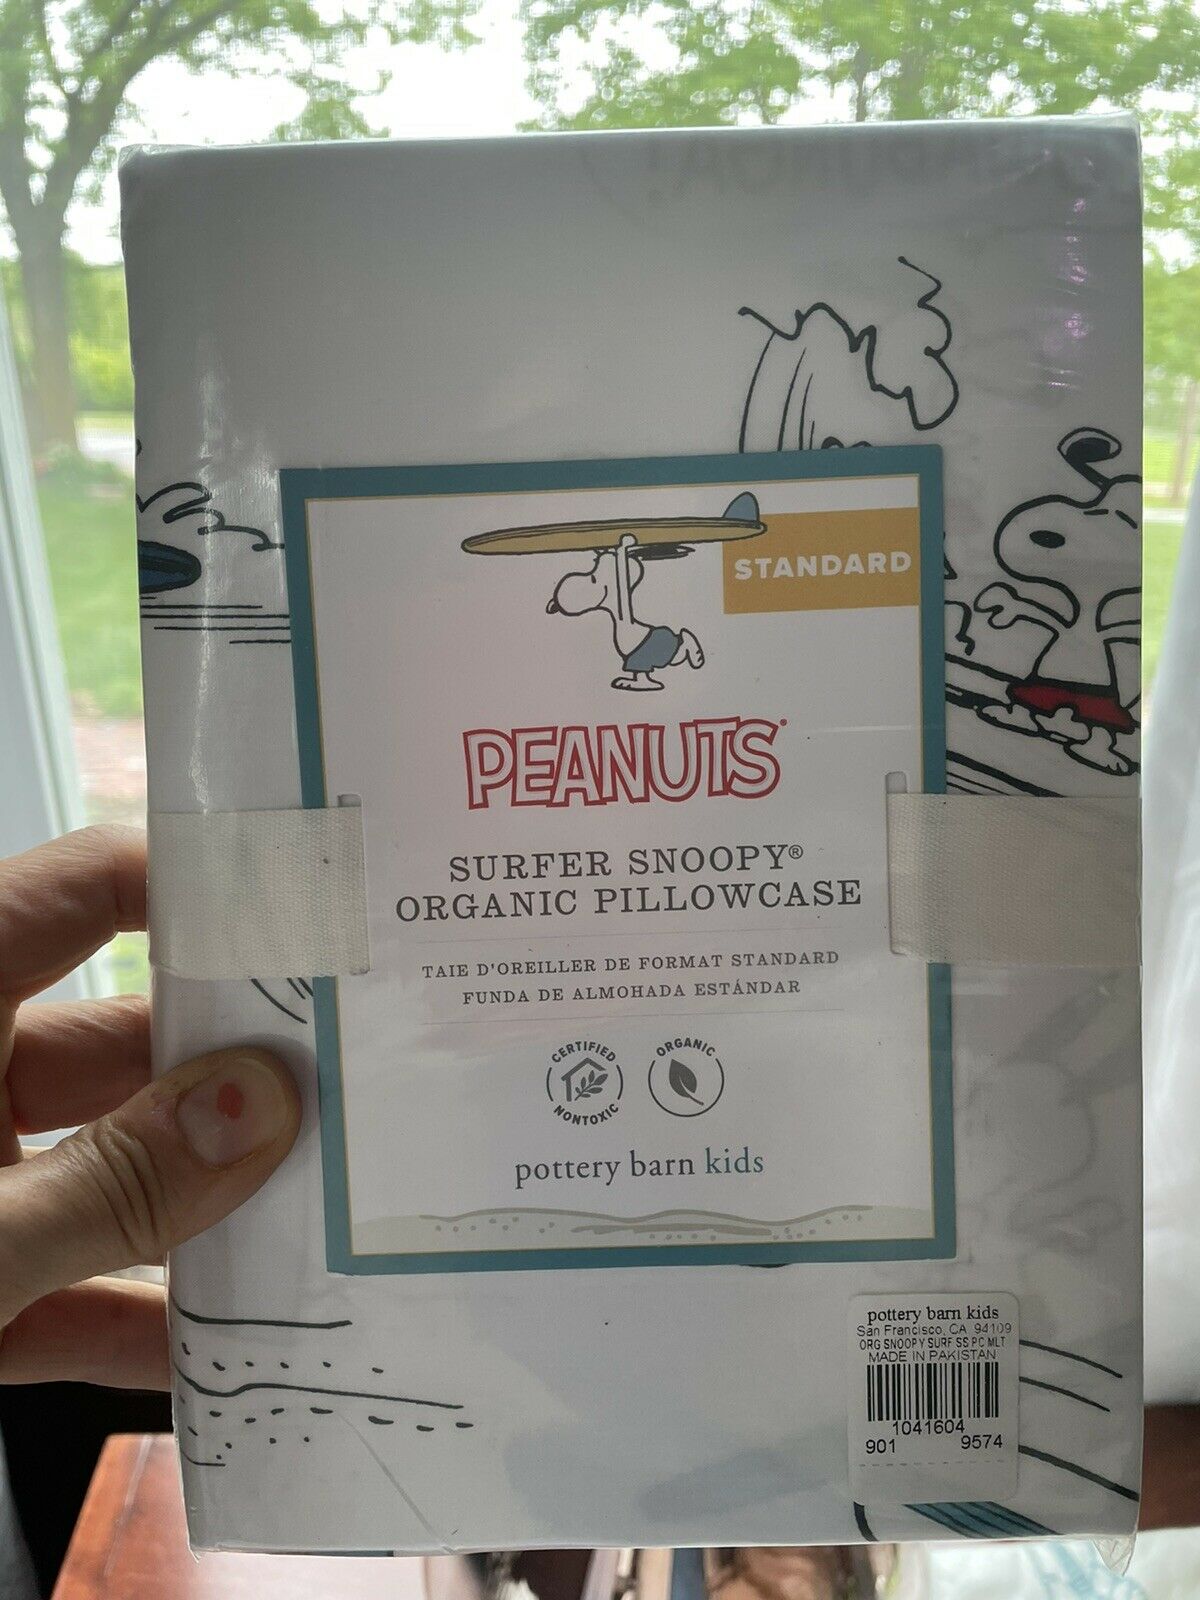 STANDARD
PEANUTS
SURFER SNOOPY®
ORGANIC PILLOWCASE
TAIE D'OREILLER DE FORMAT STANDARD
FUNDA DE ALMOHADA ESTÁNDAR
CERTIFIED
NONTOXIC
ORGANIC
pottery barn kids
pottery barn kids
San Francisco, CA 94109
ORG SNOOPY SURF SS PC MLT
MADE IN PAKISTAN
1041604
901 9574